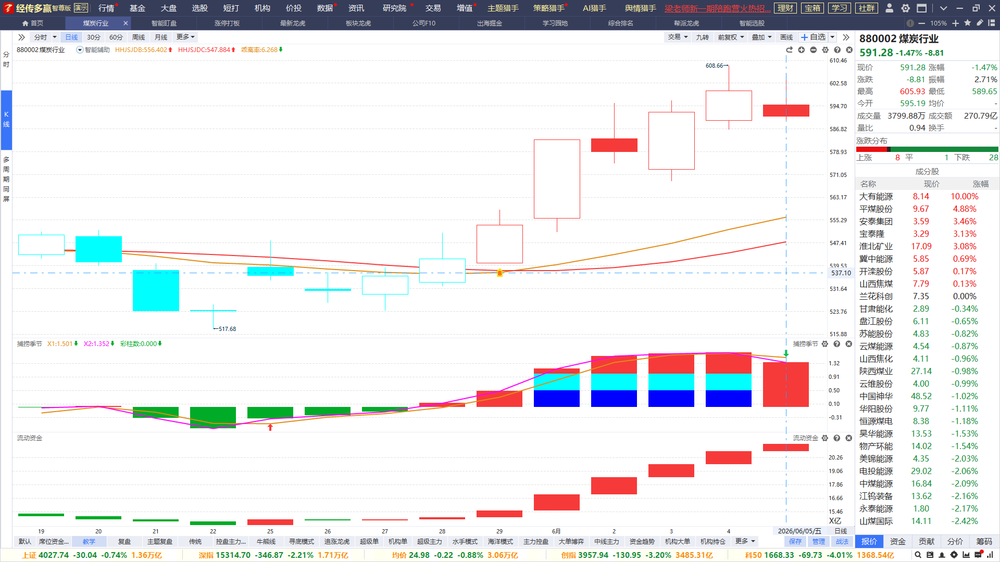 经传多赢 智尊版 演示 行情 基金 大盘 选股 短打 机构 价投 数据 资讯 研究院 交易 增值 主题猎手 策略猎手 AI猎手 舆情猎手 梁老师新一期陪跑营火热招... 理财 宝箱 学习 社群
首页 煤炭行业 智能盯盘 涨停打板 最新龙虎 板块龙虎 公司F10 出海掘金 学习园地 综合排名 帮派龙虎 智能选股 105%
分时 日线 30分 60分 周线 月线 更多 交易 九转 前复权 叠加 画线 自选
880002 煤炭行业 智能辅助 HHJSJDB:556.402 HHJSJDC:547.884 乖离率:6.268
分时
K线
多周期同屏
610.46
602.58
594.70
586.82
578.93
571.05
563.17
555.29
547.41
539.53
537.10
531.64
523.76
515.88
608.66
B
517.68
捕捞季节 X1:1.501 X2:1.352 彩柱数:0.000 捕捞季节
1.32
0.91
0.50
0.10
-0.31
流动资金 流动资金
20.26
19.06
17.86
16.66
15.46
X亿
19 20 21 22 25 26 27 28 29 6月 2 3 4 2026/06/05/五 日线
默认 席位资金... 教学 复盘 主题复盘 传统 控盘主力... 牛能线 寻底模式 追涨龙虎 超级单 机构单 超级主力 水手模式 海洋模式 主力控盘 大单博弈 中线主力 资金趋势 机构大单 机构持仓 更多 保存 管理 战法
880002 煤炭行业
591.28 -1.47% -8.81
现价 591.28 涨幅 -1.47%
涨跌 -8.81 振幅 2.71%
最高 605.93 最低 589.65
今开 595.19 均价 -
成交量 3799.88万 成交额 270.79亿
量比 0.94 换手 -
涨跌分布
上涨 8 平 1 下跌 28
成分股
名称 现价 涨幅
大有能源 8.14 10.00%
平煤股份 9.67 4.88%
安泰集团 3.59 3.46%
宝泰隆 3.29 3.13%
淮北矿业 17.09 3.08%
冀中能源 5.85 0.69%
开滦股份 5.87 0.17%
山西焦煤 7.79 0.13%
兰花科创 7.35 0.00%
甘肃能化 2.89 -0.34%
盘江股份 6.11 -0.65%
苏能股份 4.83 -0.82%
云煤能源 4.54 -0.87%
山西焦化 4.11 -0.96%
陕西煤业 27.14 -0.98%
云维股份 4.00 -0.99%
中国神华 48.52 -1.02%
华阳股份 9.77 -1.11%
恒源煤电 8.38 -1.18%
昊华能源 13.53 -1.53%
物产环能 14.02 -1.54%
美锦能源 4.35 -2.03%
电投能源 29.02 -2.06%
中煤能源 16.84 -2.09%
江钨装备 13.62 -2.16%
永泰能源 1.80 -2.17%
山煤国际 14.11 -2.42%
报价 资金 贡献 分价 筹码
上证 4027.74 -30.04 -0.74% 1.36万亿 深指 15314.70 -346.87 -2.21% 1.71万亿 均价 24.98 -0.22 -0.88% 3.06万亿 创指 3957.94 -130.95 -3.20% 3485.31亿 科50 1668.33 -69.73 -4.01% 1368.54亿